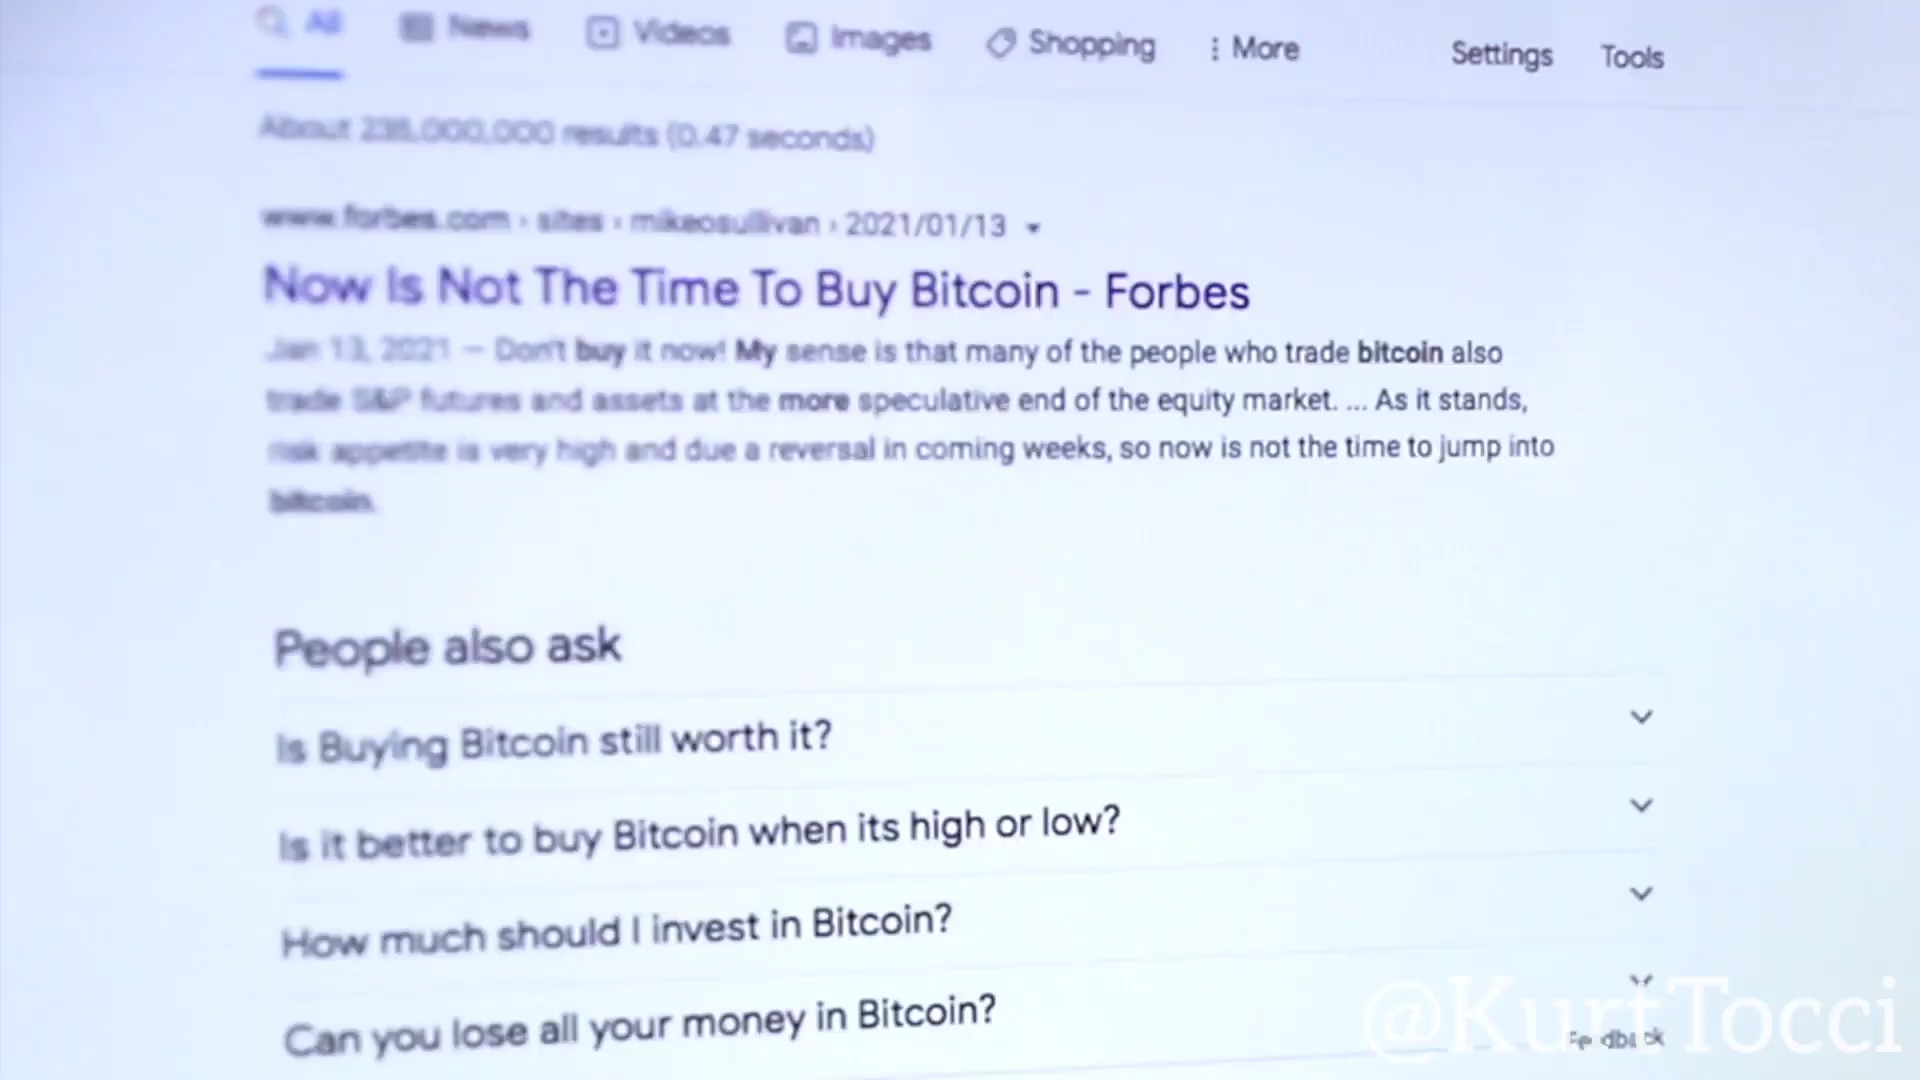 All News Videos Images Shopping More Settings Tools
About 238,000,000 results (0.47 seconds)
www.forbes.com › sites › mikeosullivan › 2021/01/13
Now Is Not The Time To Buy Bitcoin - Forbes
Jan 13, 2021 — Don't buy it now! My sense is that many of the people who trade bitcoin also
trade S&P futures and assets at the more speculative end of the equity market. ... As it stands,
risk appetite is very high and due a reversal in coming weeks, so now is not the time to jump into
bitcoin.
People also ask
Is Buying Bitcoin still worth it?
Is it better to buy Bitcoin when its high or low?
How much should I invest in Bitcoin?
Can you lose all your money in Bitcoin?
Feedback
@KurtTocci